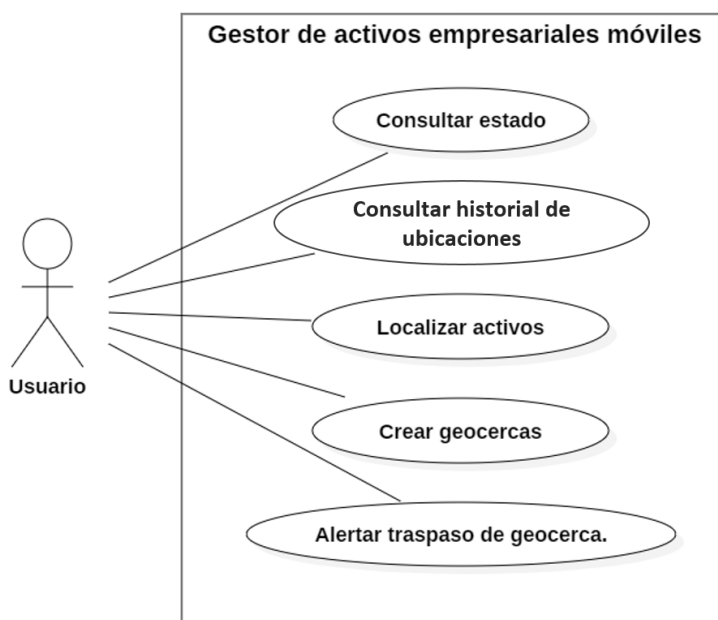 Gestor de activos empresariales móviles
Consultar estado
Consultar historial de
ubicaciones
Localizar activos
Usuario
Crear geocercas
Alertar traspaso de geocerca.